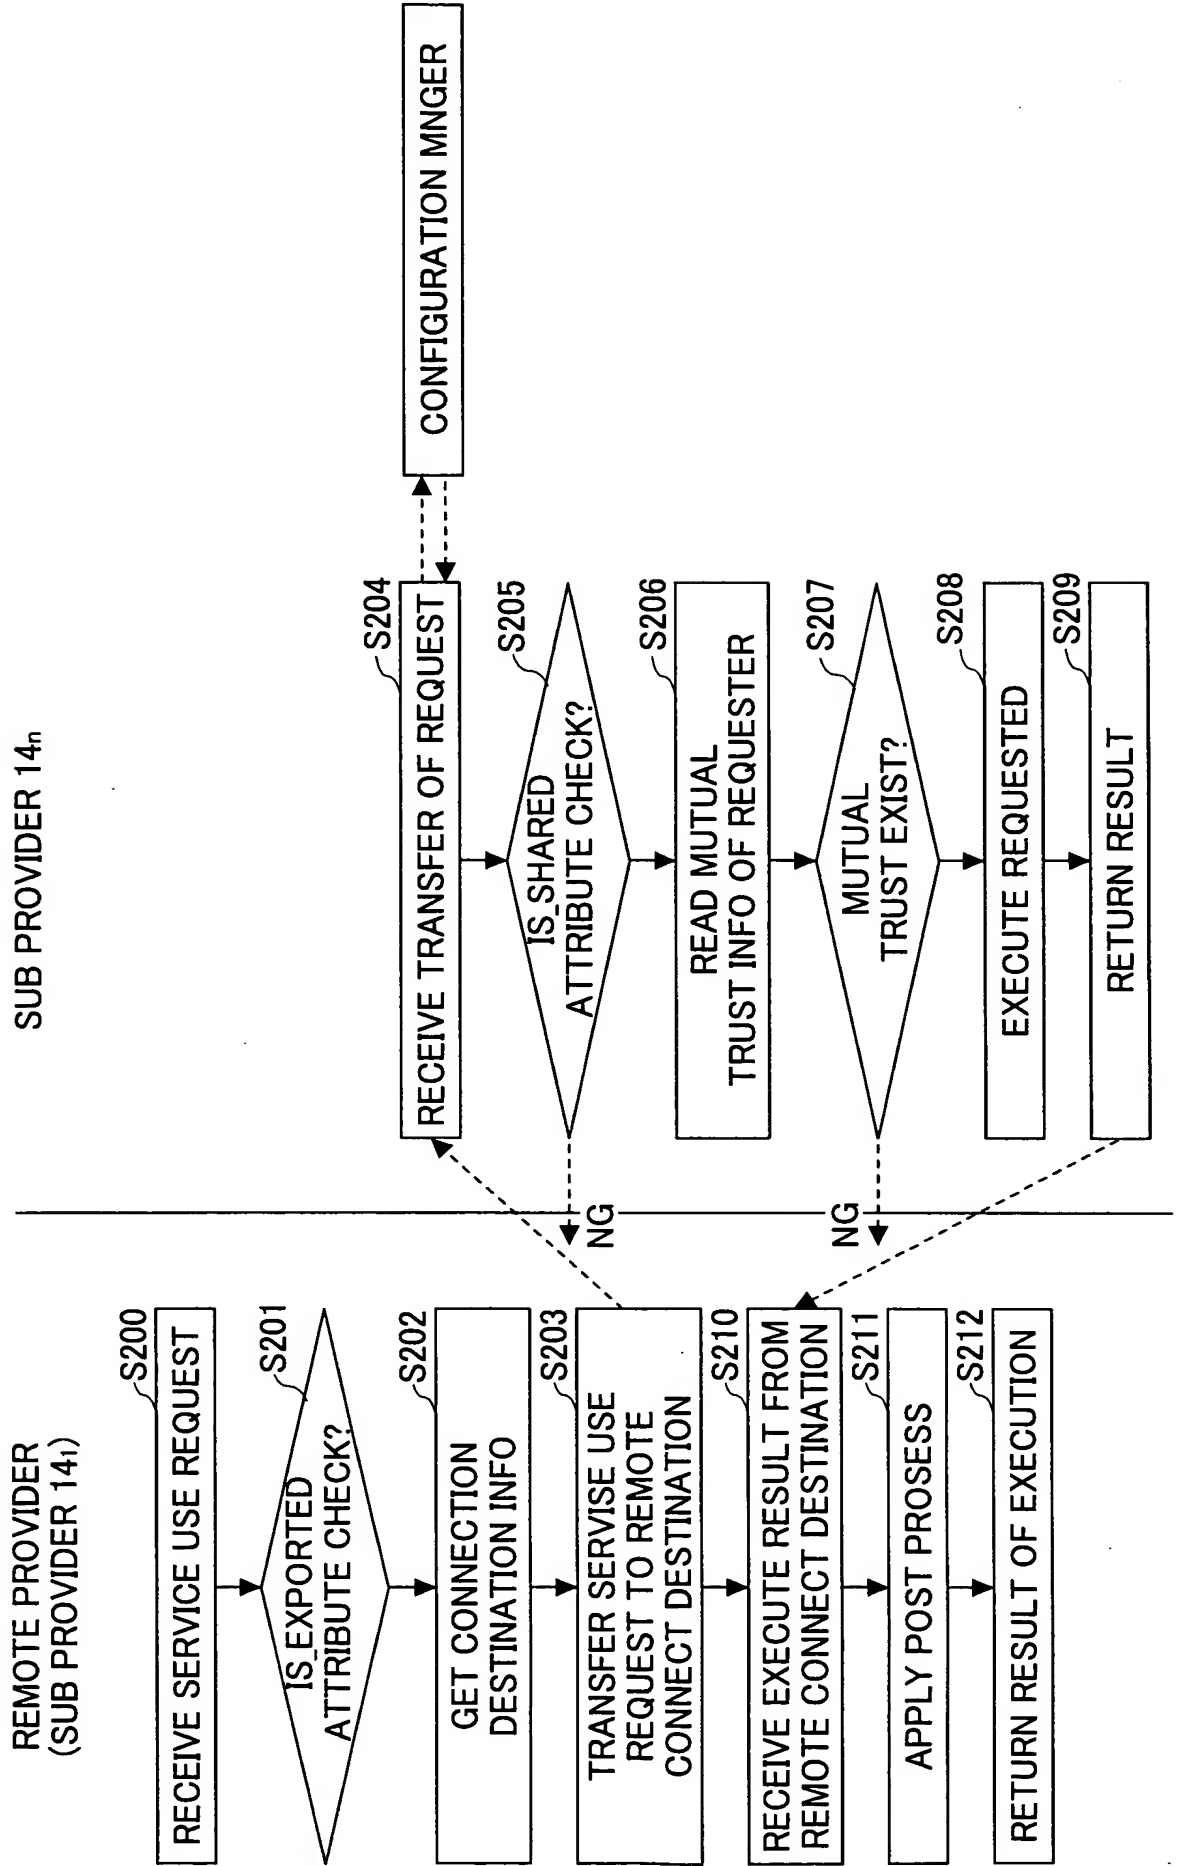 REMOTE PROVIDER
(SUB PROVIDER 14₁)
S200
RECEIVE SERVICE USE REQUEST
S201
IS_EXPORTED
ATTRIBUTE CHECK?
S202
GET CONNECTION
DESTINATION INFO
S203
TRANSFER SERVISE USE
REQUEST TO REMOTE
CONNECT DESTINATION
S210
RECEIVE EXECUTE RESULT FROM
REMOTE CONNECT DESTINATION
S211
APPLY POST PROSESS
S212
RETURN RESULT OF EXECUTION
SUB PROVIDER 14ₙ
S204
RECEIVE TRANSFER OF REQUEST
S205
IS_SHARED
ATTRIBUTE CHECK?
NG
S206
READ MUTUAL
TRUST INFO OF REQUESTER
S207
MUTUAL
TRUST EXIST?
NG
S208
EXECUTE REQUESTED
S209
RETURN RESULT
CONFIGURATION MNGER